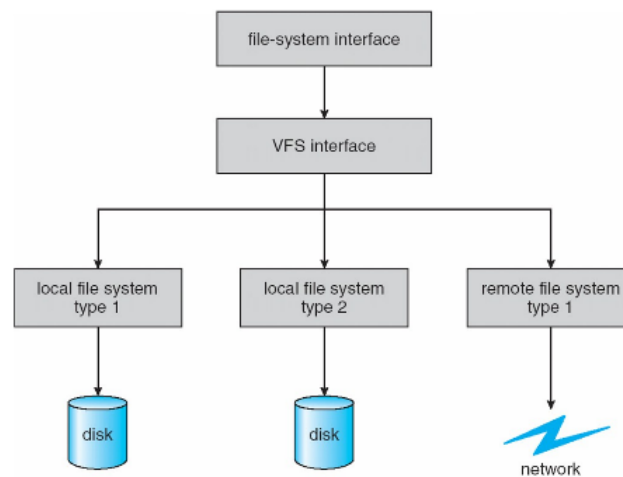 file-system interface
VFS interface
local file system
type 1
local file system
type 2
remote file system
type 1
disk
disk
network